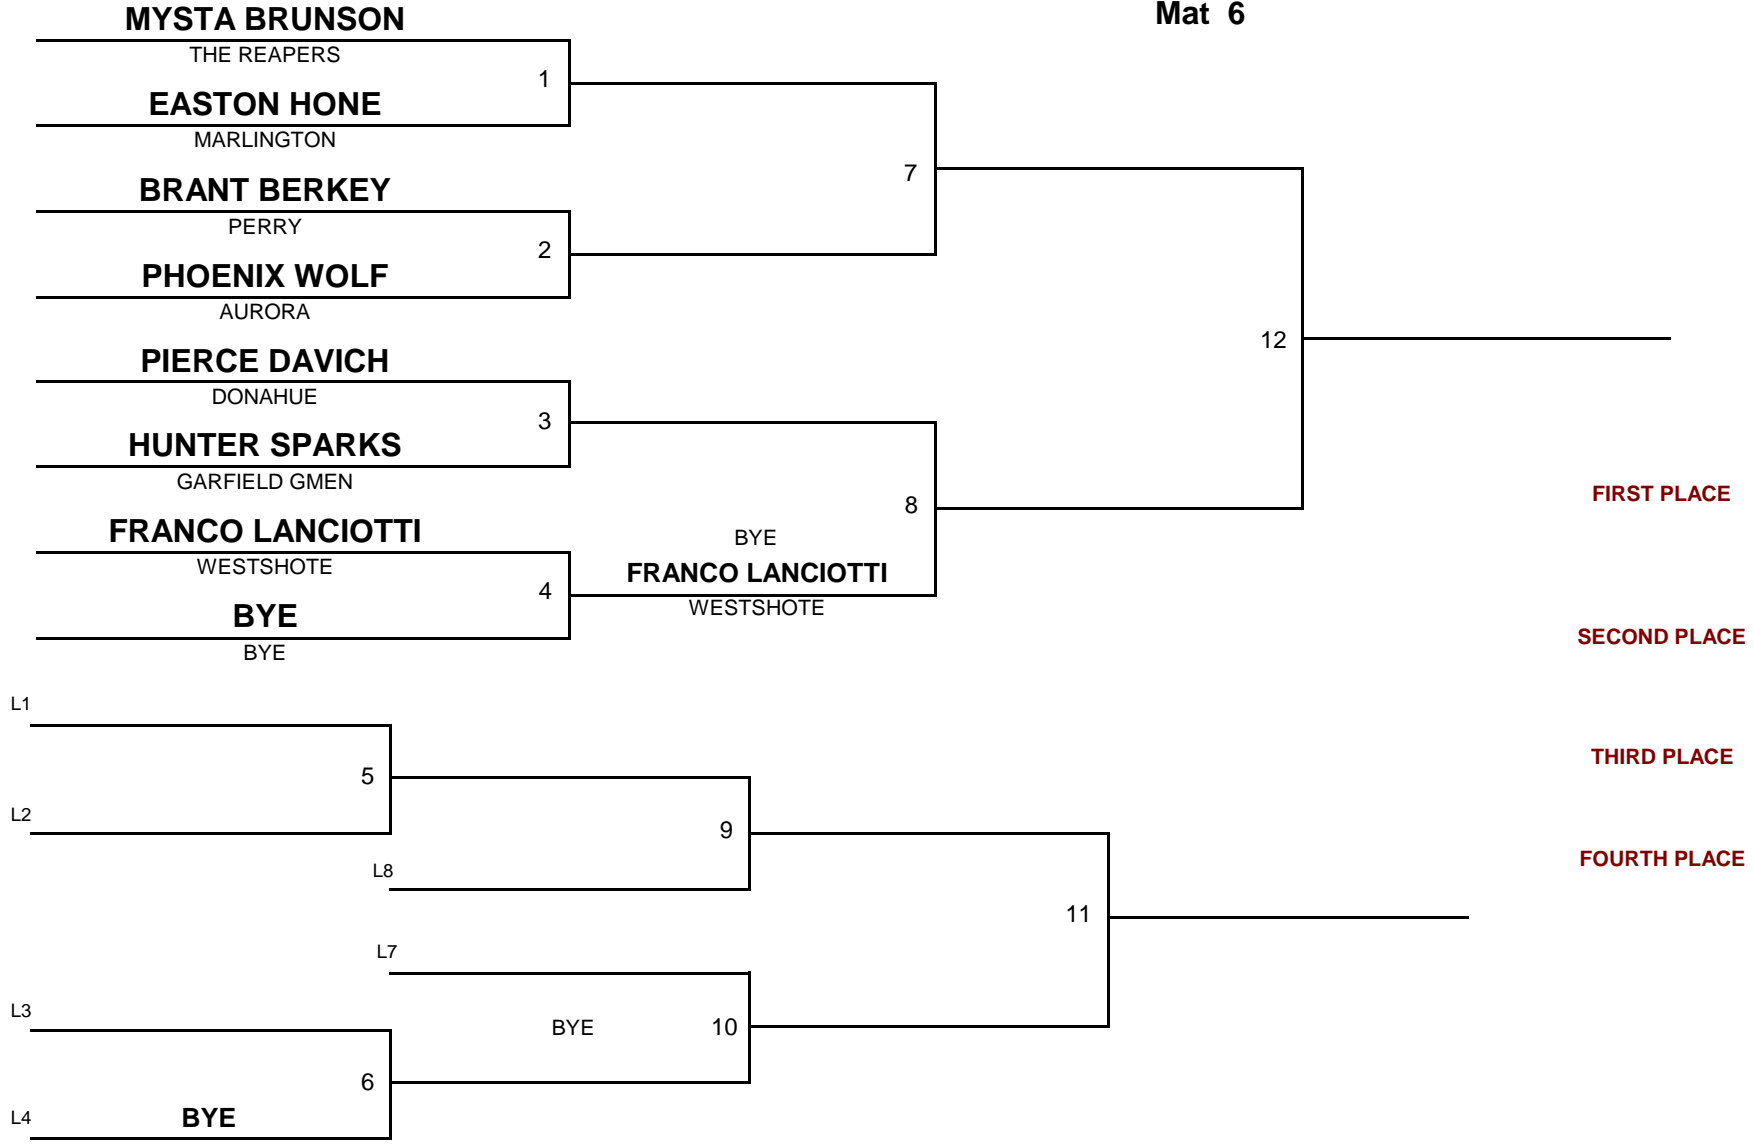 MYSTA BRUNSON
Mat 6
THE REAPERS
1
EASTON HONE
MARLINGTON
7
BRANT BERKEY
PERRY
2
PHOENIX WOLF
AURORA
12
PIERCE DAVICH
DONAHUE
3
HUNTER SPARKS
GARFIELD GMEN
FIRST PLACE
8
FRANCO LANCIOTTI
BYE
WESTSHOTE
FRANCO LANCIOTTI
4
WESTSHOTE
BYE
SECOND PLACE
BYE
L1
THIRD PLACE
5
L2
9
FOURTH PLACE
L8
11
L7
L3
BYE
10
6
L4
BYE